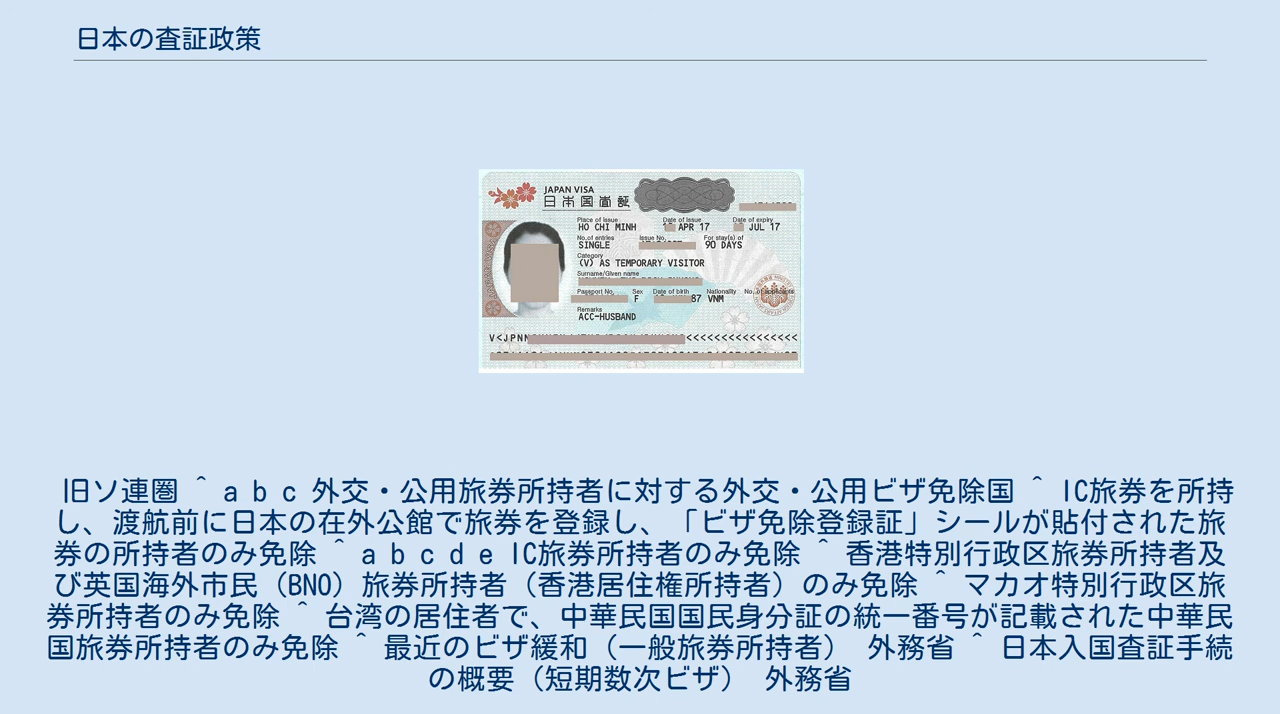 日本の査証政策
JAPAN VISA
日本国査証
Place of issue Date of issue Date of expiry
HO CHI MINH APR 17 JUL 17
No.of entries Issue No. For stay(s) of
SINGLE 90 DAYS
Category
(V) AS TEMPORARY VISITOR
Surname/Given name
Passport No. Sex Date of birth Nationality
F 87 VNM
Remarks
ACC-HUSBAND
V<JPNN <<<<<<<<<<<<<<<<<
旧ソ連圏 ^ a b c 外交・公用旅券所持者に対する外交・公用ビザ免除国 ^ IC旅券を所持
し、渡航前に日本の在外公館で旅券を登録し、「ビザ免除登録証」シールが貼付された旅
券の所持者のみ免除 ^ a b c d e IC旅券所持者のみ免除 ^ 香港特別行政区旅券所持者及
び英国海外市民（BNO）旅券所持者（香港居住権所持者）のみ免除 ^ マカオ特別行政区旅
券所持者のみ免除 ^ 台湾の居住者で、中華民国国民身分証の統一番号が記載された中華民
国旅券所持者のみ免除 ^ 最近のビザ緩和（一般旅券所持者） 外務省 ^ 日本入国査証手続
の概要（短期数次ビザ） 外務省